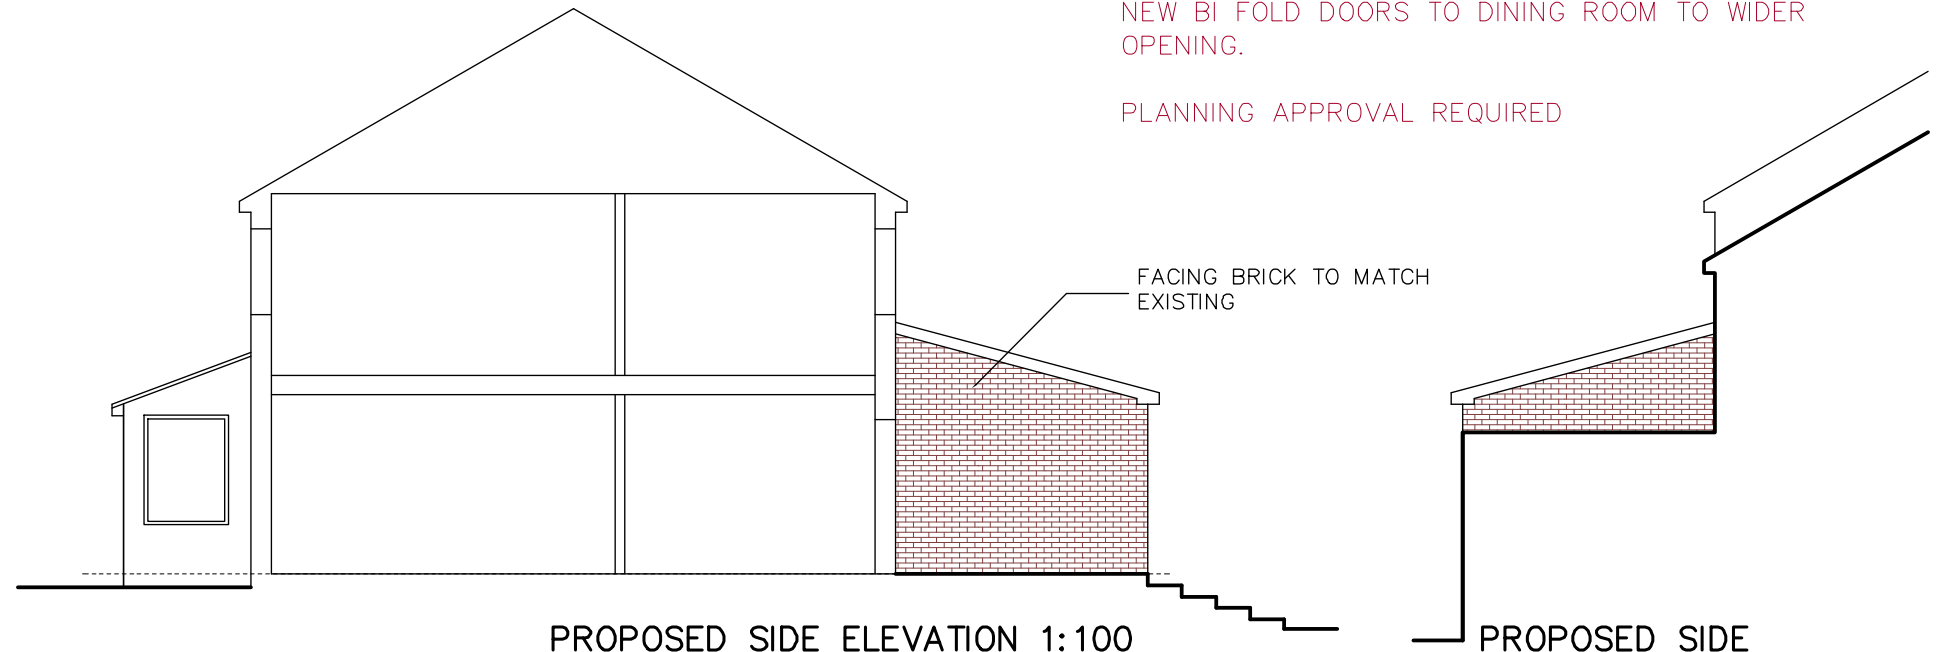 NEW BI FOLD DOORS TO DINING ROOM TO WIDER
OPENING.
PLANNING APPROVAL REQUIRED
FACING BRICK TO MATCH
EXISTING
PROPOSED SIDE ELEVATION 1:100
PROPOSED SIDE